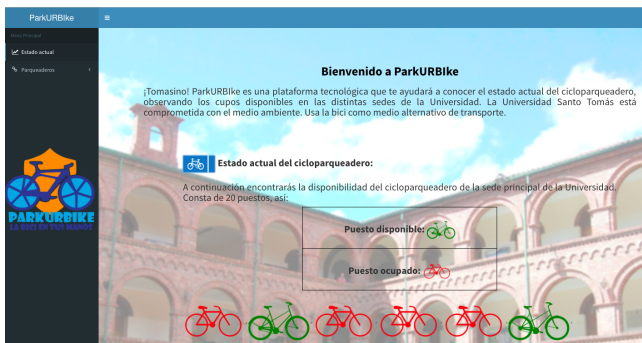 ParkURBIke
Menú Principal
Estado actual
Parqueaderos
PARKURBIKE
LA BICI EN TUS MANOS
Bienvenido a ParkURBIke
¡Tomasino! ParkURBIke es una plataforma tecnológica que te ayudará a conocer el estado actual del cicloparqueadero,
observando los cupos disponibles en las distintas sedes de la Universidad. La Universidad Santo Tomás está
comprometida con el medio ambiente. Usa la bici como medio alternativo de transporte.
Estado actual del cicloparqueadero:
A continuación encontrarás la disponibilidad del cicloparqueadero de la sede principal de la Universidad.
Consta de 20 puestos, así:
Puesto disponible:
Puesto ocupado: